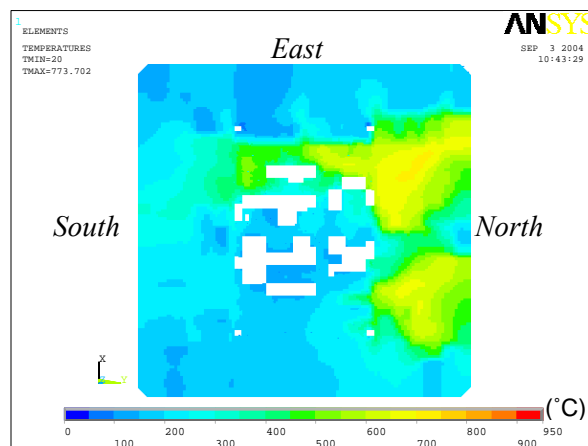 1
ELEMENTS
TEMPERATURES
TMIN=20
TMAX=773.702
ANSYS
SEP 3 2004
10:43:29
East
South
North
X
Z Y
(°C)
0 200 300 400 500 600 700 800 950
100 900